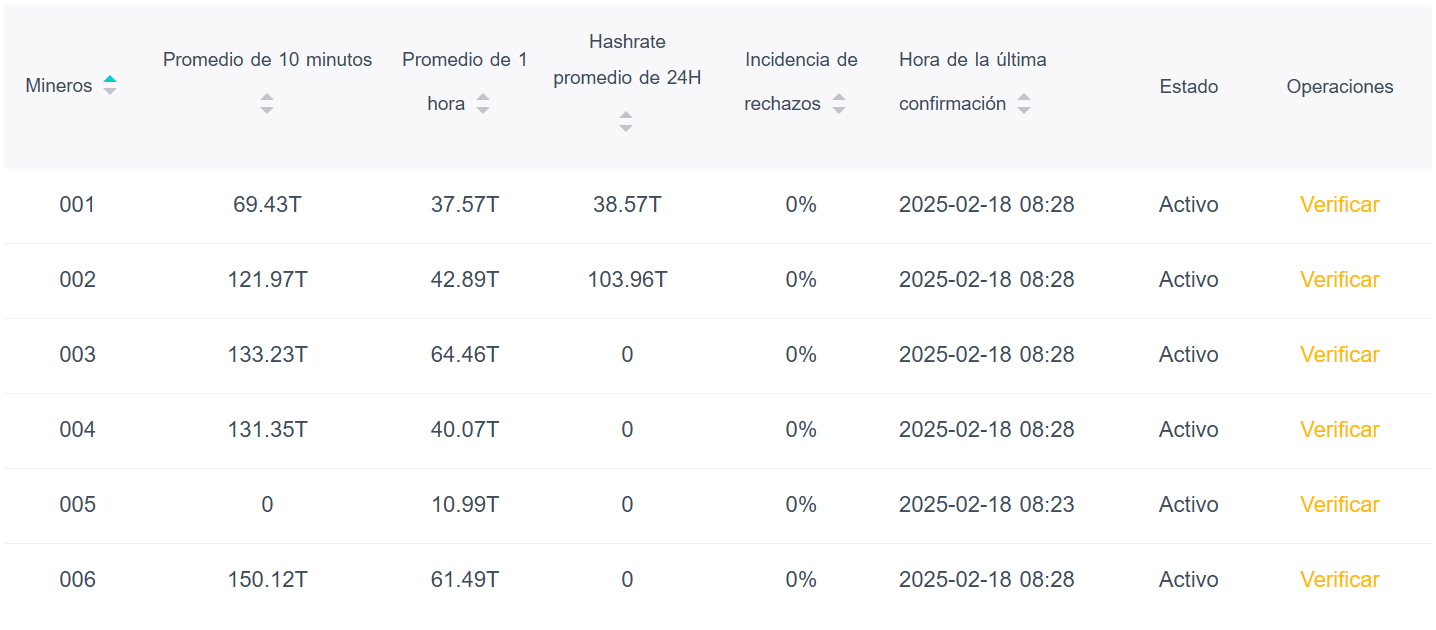 Mineros
Promedio de 10 minutos
Promedio de 1
hora
Hashrate
promedio de 24H
Incidencia de
rechazos
Hora de la última
confirmación
Estado
Operaciones
001 69.43T 37.57T 38.57T 0% 2025-02-18 08:28 Activo Verificar
002 121.97T 42.89T 103.96T 0% 2025-02-18 08:28 Activo Verificar
003 133.23T 64.46T 0 0% 2025-02-18 08:28 Activo Verificar
004 131.35T 40.07T 0 0% 2025-02-18 08:28 Activo Verificar
005 0 10.99T 0 0% 2025-02-18 08:23 Activo Verificar
006 150.12T 61.49T 0 0% 2025-02-18 08:28 Activo Verificar